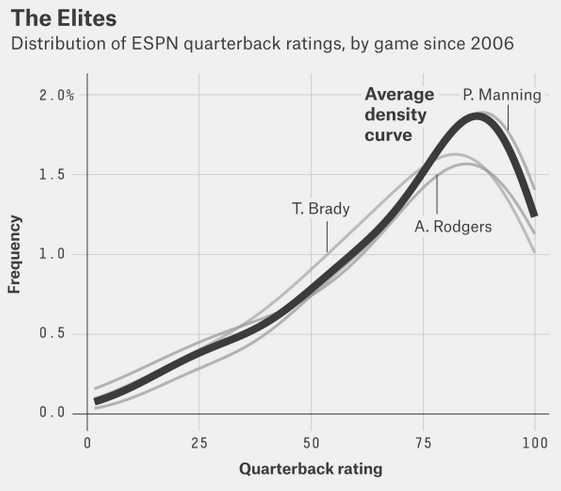 The Elites
Distribution of ESPN quarterback ratings, by game since 2006
2.0%
Average
density
curve
P. Manning
1.5
T. Brady
A. Rodgers
1.0
0.5
0.0
Frequency
0 25 50 75 100
Quarterback rating